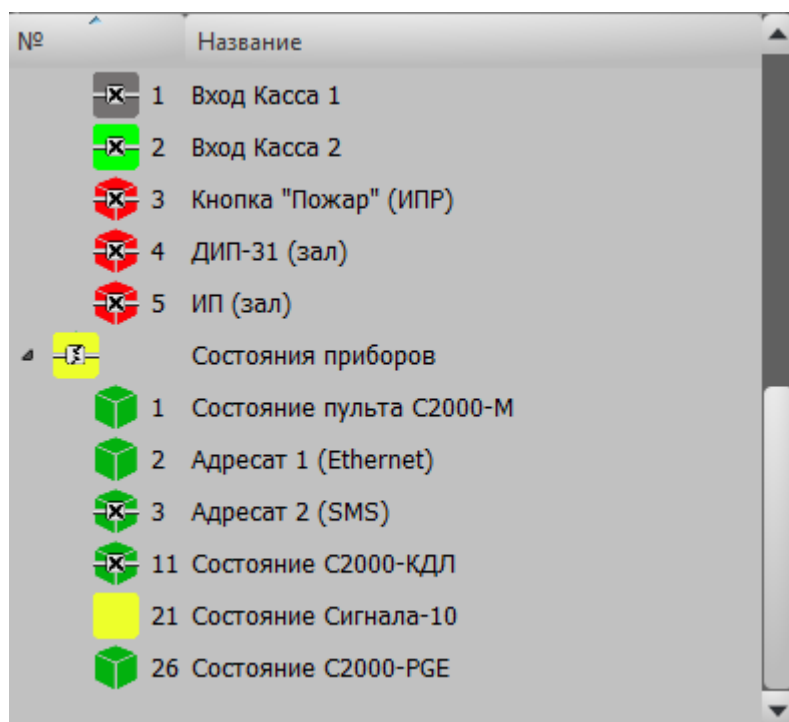 № Название
1 Вход Касса 1
2 Вход Касса 2
3 Кнопка "Пожар" (ИПР)
4 ДИП-31 (зал)
5 ИП (зал)
Состояния приборов
1 Состояние пульта С2000-М
2 Адресат 1 (Ethernet)
3 Адресат 2 (SMS)
11 Состояние С2000-КДЛ
21 Состояние Сигнала-10
26 Состояние С2000-PGE